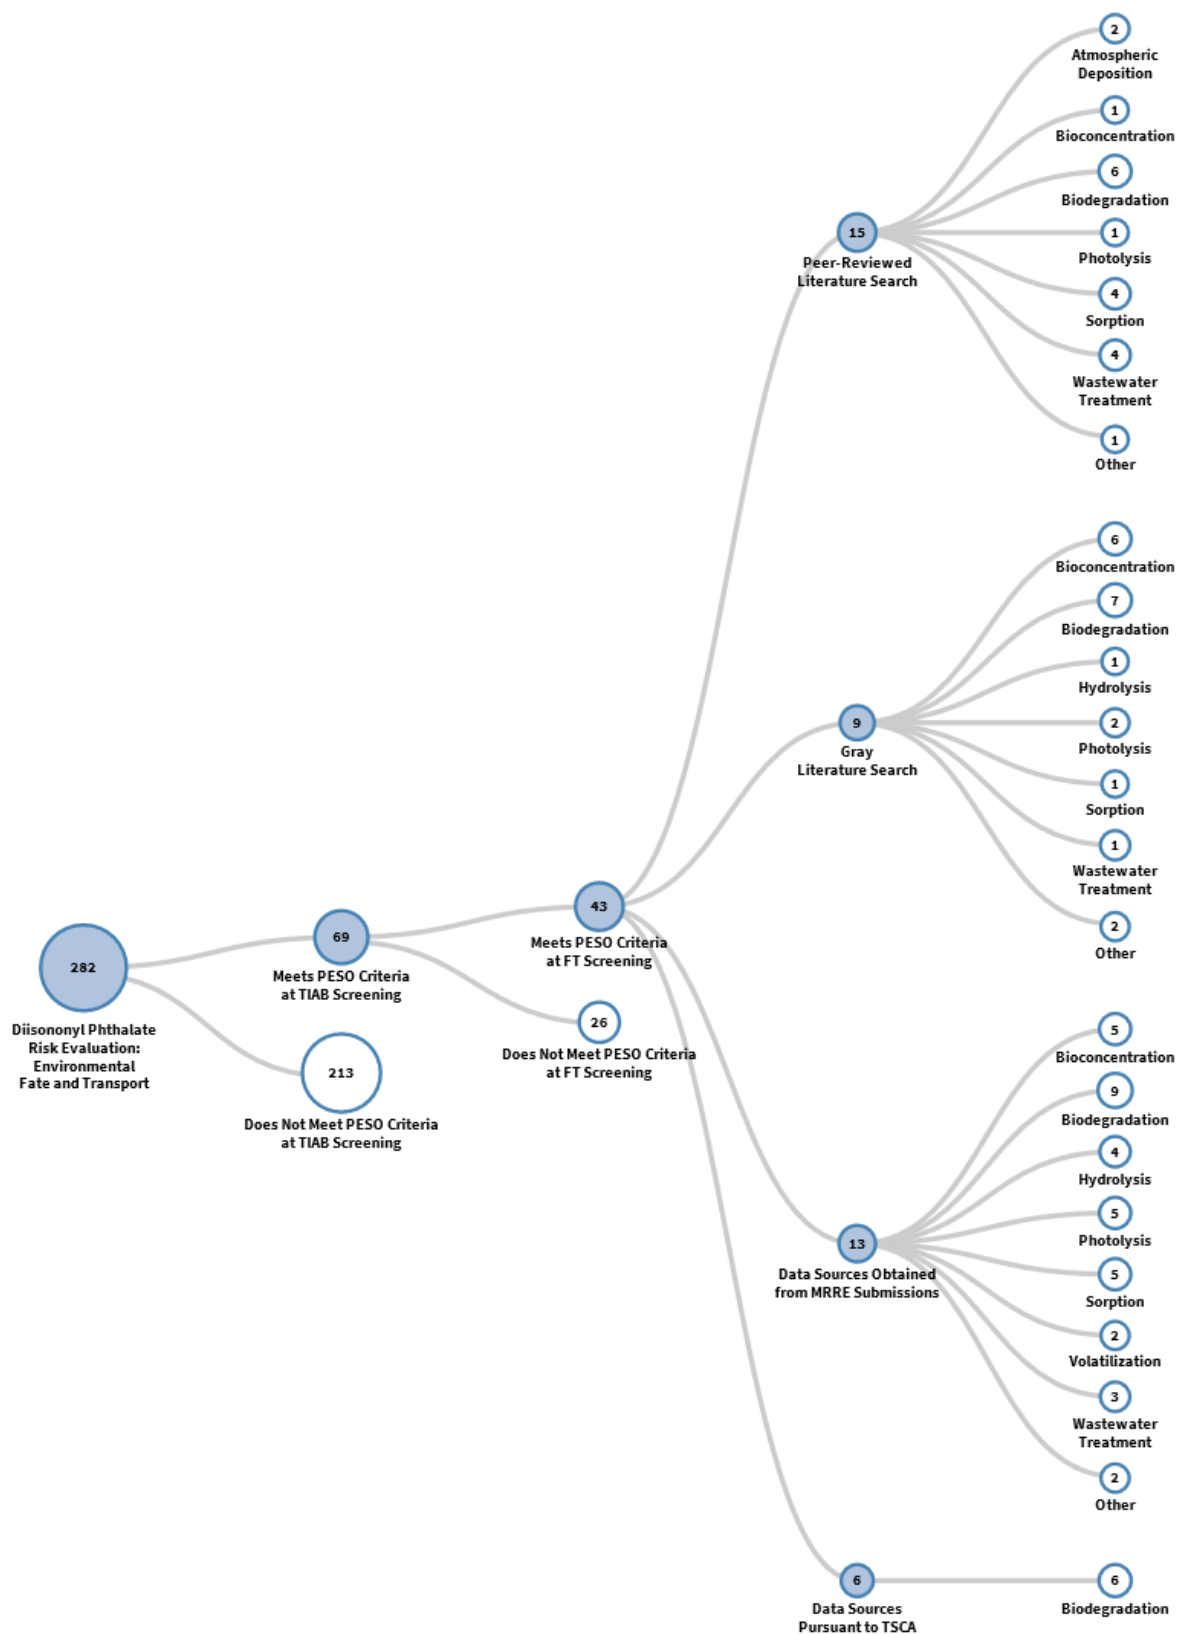 2
Atmospheric
Deposition
1
Bioconcentration
6
Biodegradation
15
Peer-Reviewed
Literature Search
1
Photolysis
4
Sorption
4
Wastewater
Treatment
1
Other
6
Bioconcentration
7
Biodegradation
1
Hydrolysis
9
Gray
Literature Search
2
Photolysis
1
Sorption
1
Wastewater
Treatment
2
Other
282
Diisononyl Phthalate
Risk Evaluation:
Environmental
Fate and Transport
69
Meets PESO Criteria
at TIAB Screening
213
Does Not Meet PESO Criteria
at TIAB Screening
43
Meets PESO Criteria
at FT Screening
26
Does Not Meet PESO Criteria
at FT Screening
5
Bioconcentration
9
Biodegradation
4
Hydrolysis
5
Photolysis
13
Data Sources Obtained
from MRRE Submissions
5
Sorption
2
Volatilization
3
Wastewater
Treatment
2
Other
6
Data Sources
Pursuant to TSCA
6
Biodegradation